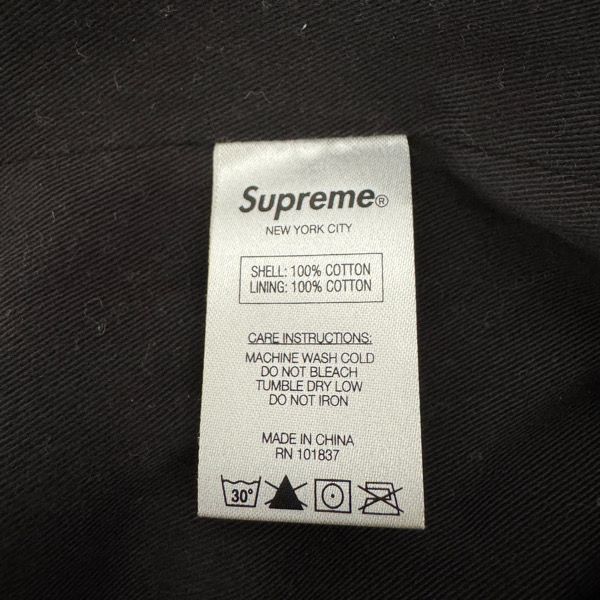 Supreme®
NEW YORK CITY
SHELL: 100% COTTON
LINING: 100% COTTON
CARE INSTRUCTIONS:
MACHINE WASH COLD
DO NOT BLEACH
TUMBLE DRY LOW
DO NOT IRON
MADE IN CHINA
RN 101837
30°